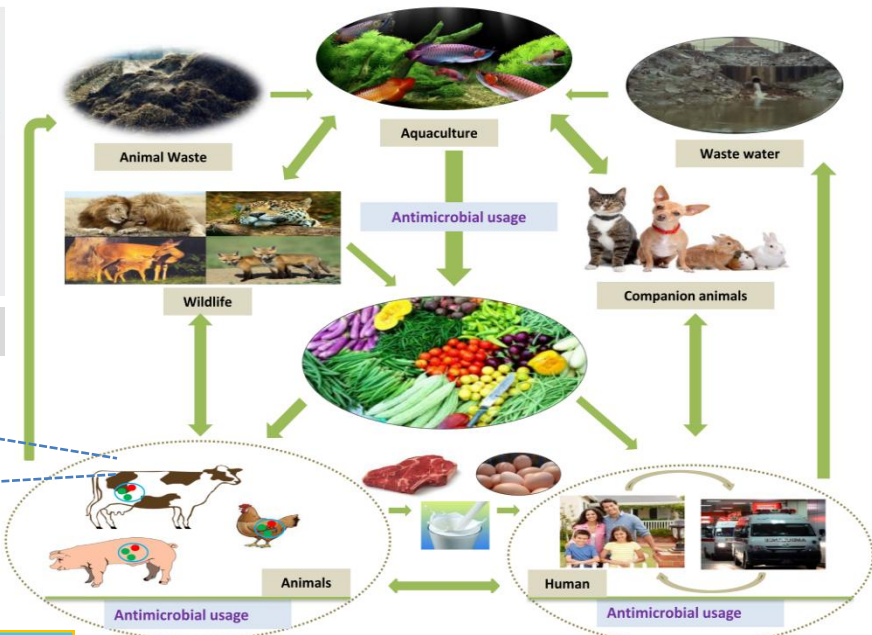 Animal Waste
Aquaculture
Waste water
Antimicrobial usage
Wildlife
Companion animals
Animals
Human
Antimicrobial usage
Antimicrobial usage